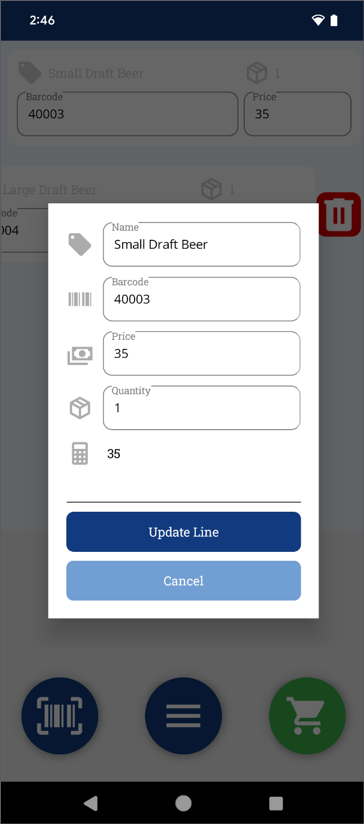 2:46
Small Draft Beer
1
Barcode
40003
Price
35
Large Draft Beer
1
ode
004
Name
Small Draft Beer
Barcode
40003
Price
35
Quantity
1
35
Update Line
Cancel